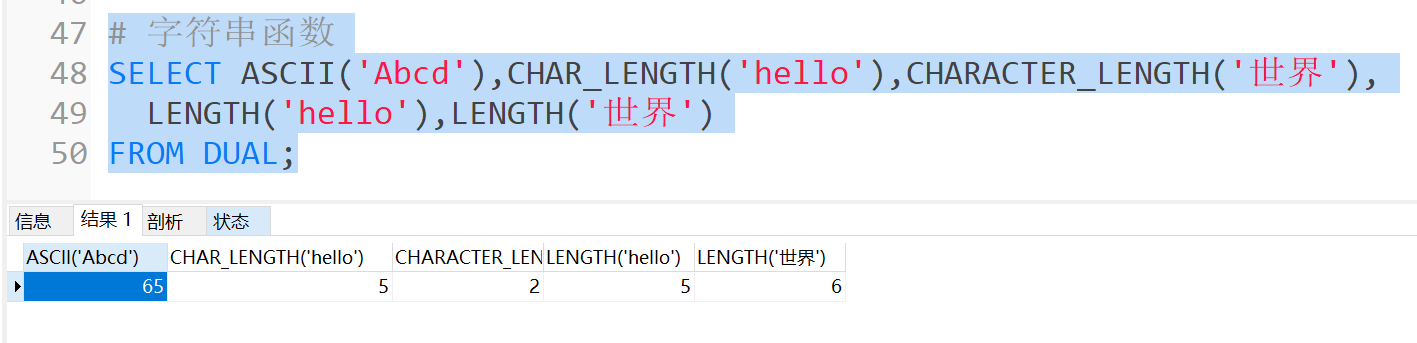 47 # 字符串函数
48 SELECT ASCII('Abcd'),CHAR_LENGTH('hello'),CHARACTER_LENGTH('世界'),
49 LENGTH('hello'),LENGTH('世界')
50 FROM DUAL;
信息 结果 1 剖析 状态
ASCII('Abcd') CHAR_LENGTH('hello') CHARACTER_LEN LENGTH('hello') LENGTH('世界')
65 5 2 5 6